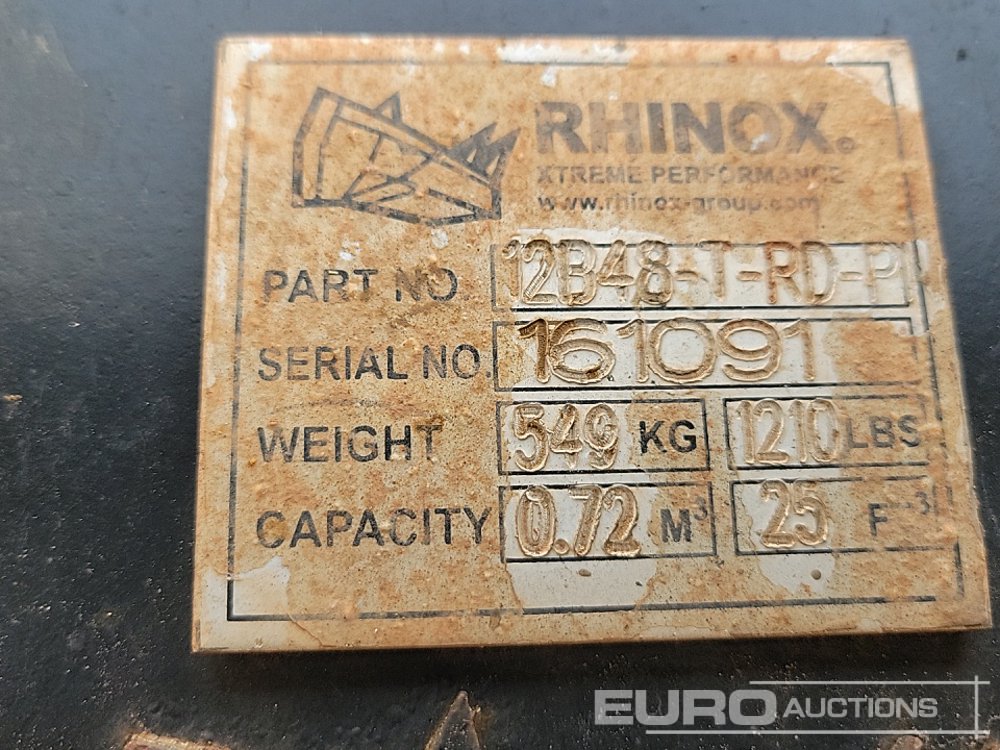 RHINOX®
XTREME PERFORMANCE
www.rhinox-group.com
PART NO. 12B48-T-RD-P
SERIAL NO. 161091
WEIGHT 549 KG 1210 LBS
CAPACITY 0.72 M³ 25
EURO AUCTIONS